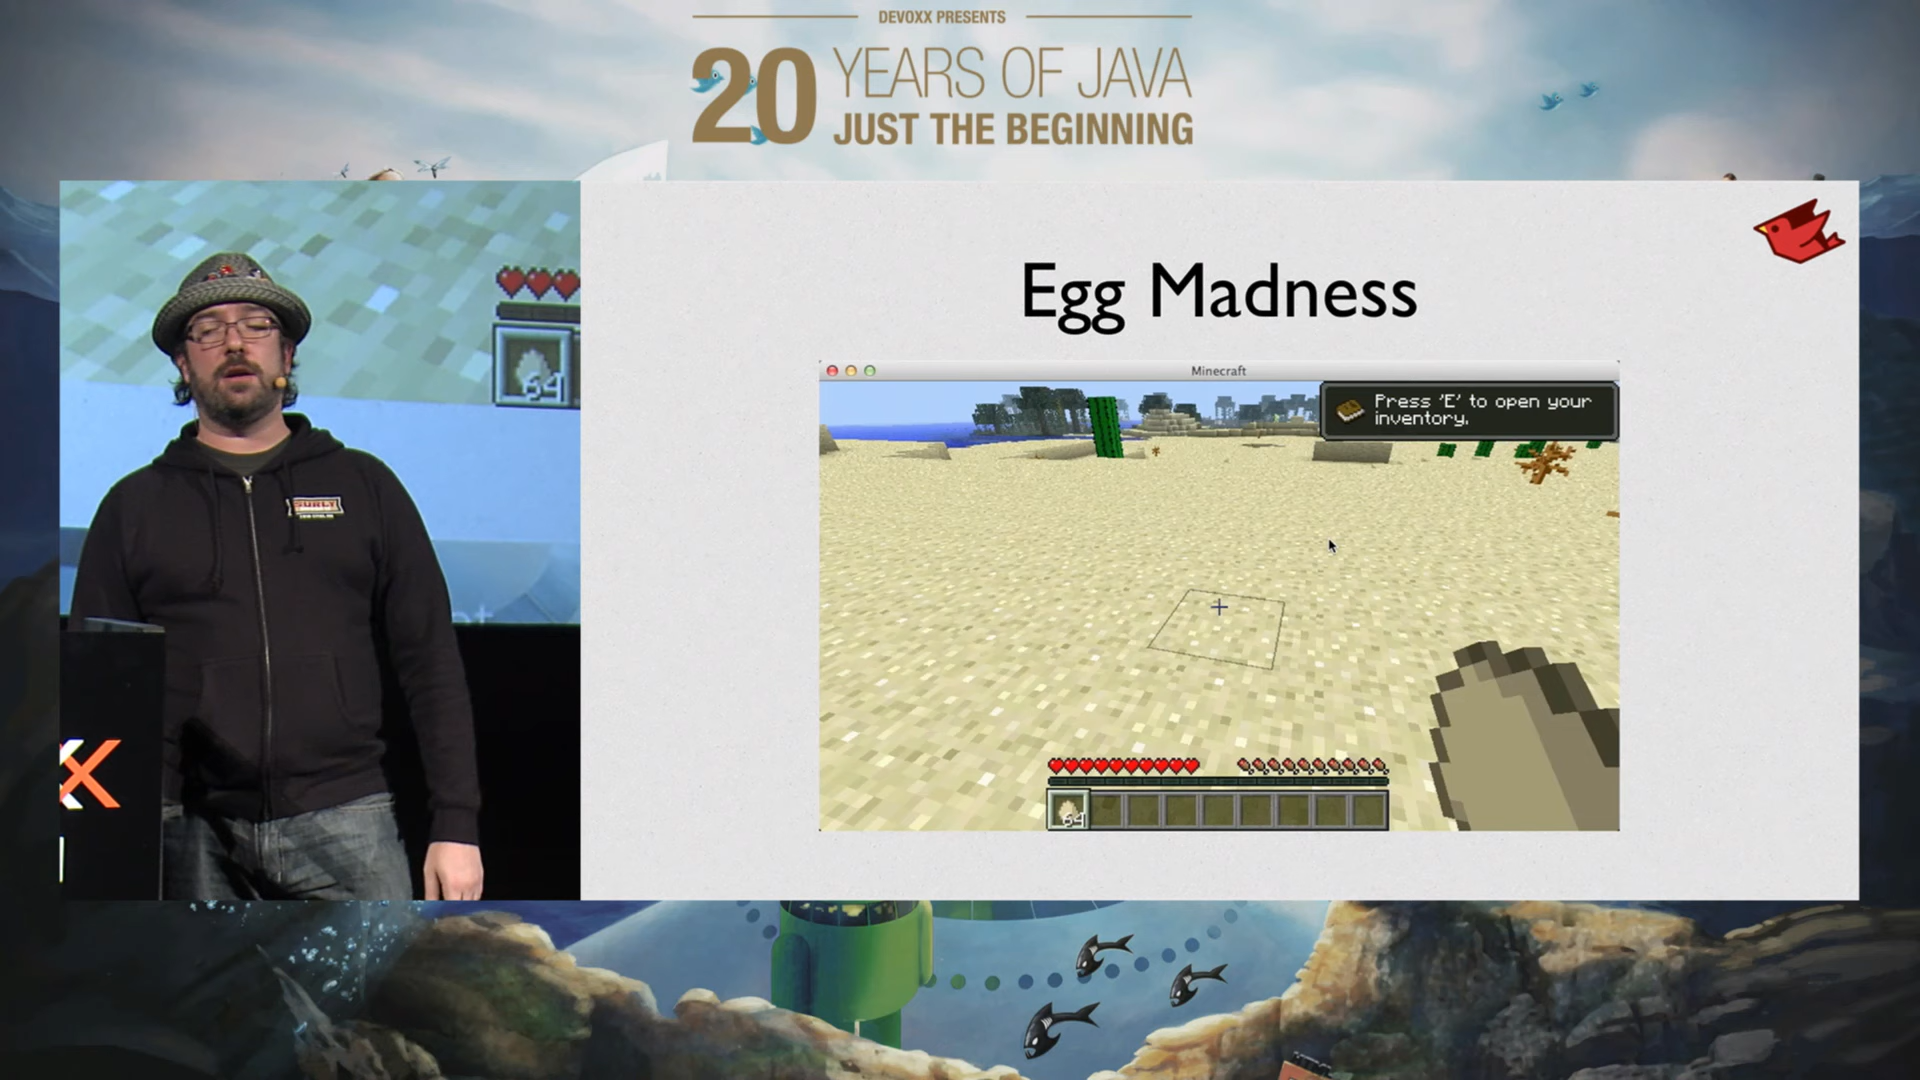 DEVOXX PRESENTS
20 YEARS OF JAVA
JUST THE BEGINNING
Egg Madness
Minecraft
Press 'E' to open your
inventory.
64
64
SURLY
X